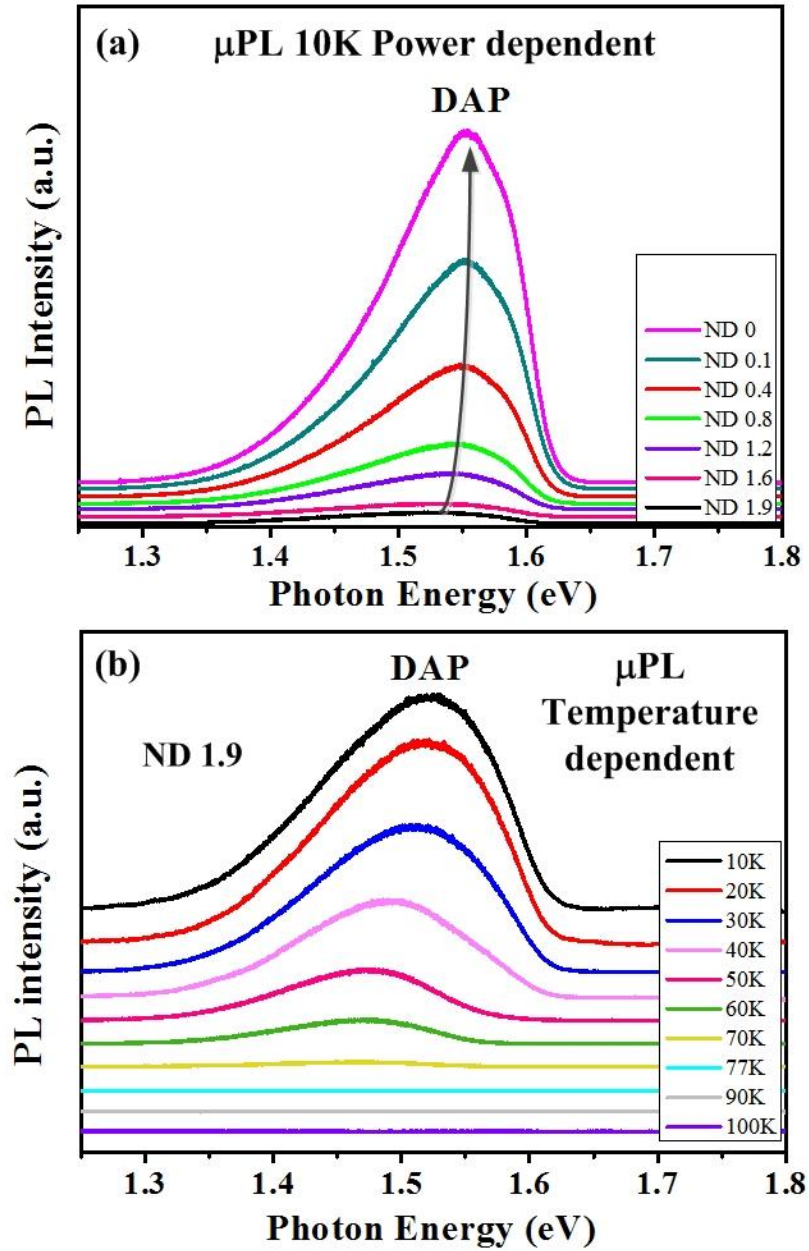 (a) μPL 10K Power dependent
DAP
PL Intensity (a.u.)
ND 0
ND 0.1
ND 0.4
ND 0.8
ND 1.2
ND 1.6
ND 1.9
1.3 1.4 1.5 1.6 1.7 1.8
Photon Energy (eV)
(b) DAP μPL
Temperature
dependent
ND 1.9
PL intensity (a.u.)
10K
20K
30K
40K
50K
60K
70K
77K
90K
100K
1.3 1.4 1.5 1.6 1.7 1.8
Photon Energy (eV)